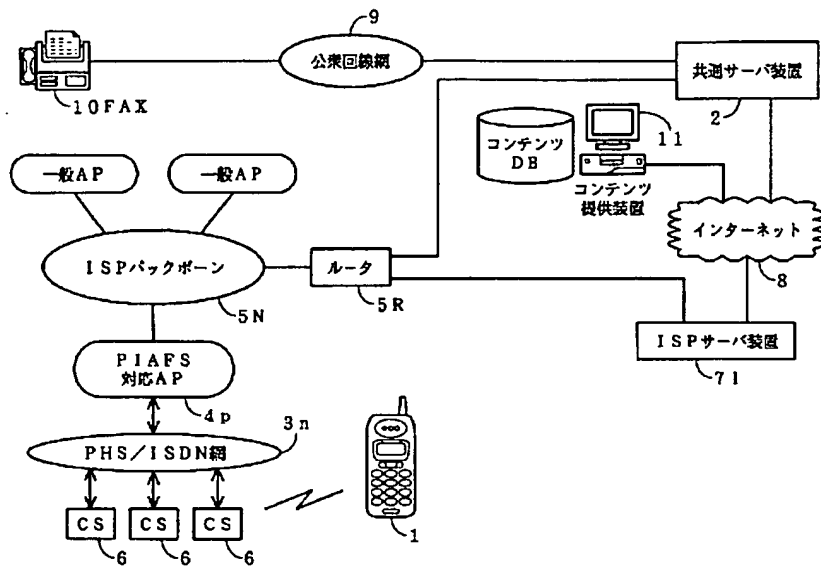 9
公衆回線網
共通サーバ装置
2
10FAX
11
コンテンツ
DB
コンテンツ
提供装置
一般AP
一般AP
インターネット
8
ISPバックボーン
5N
ルータ
5R
ISPサーバ装置
7I
PIAFS
対応AP
4p
3n
PHS/ISDN網
CS
CS
CS
6
6
6
1